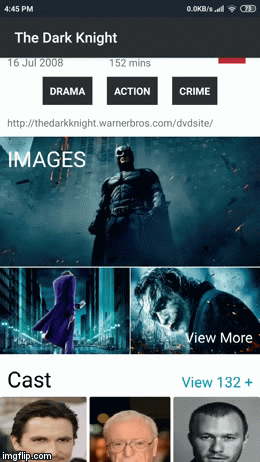 4:45 PM 0.0KB/s 73
The Dark Knight
16 Jul 2008 152 mins
DRAMA ACTION CRIME
http://thedarkknight.warnerbros.com/dvdsite/
IMAGES
View More
Cast View 132 +
imgflip.com